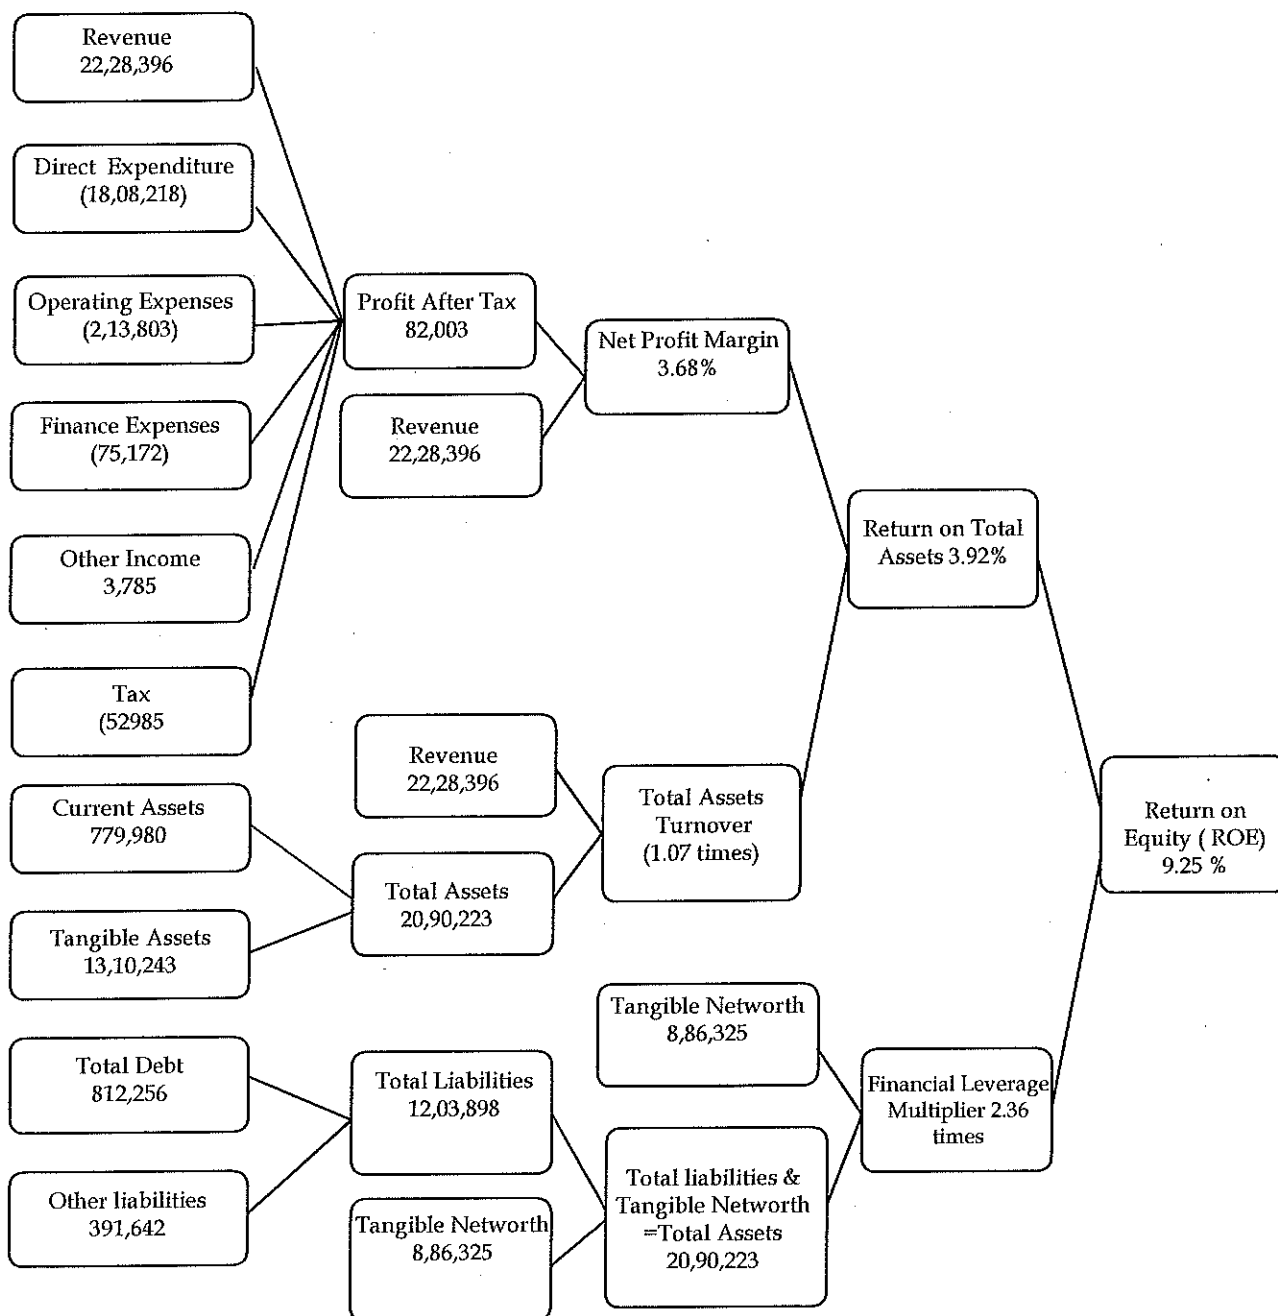 Revenue
22,28,396
Direct Expenditure
(18,08,218)
Operating Expenses
(2,13,803)
Finance Expenses
(75,172)
Other Income
3,785
Tax
(52985
Profit After Tax
82,003
Revenue
22,28,396
Net Profit Margin
3.68%
Return on Total
Assets 3.92%
Current Assets
779,980
Tangible Assets
13,10,243
Revenue
22,28,396
Total Assets
20,90,223
Total Assets
Turnover
(1.07 times)
Return on
Equity ( ROE)
9.25 %
Total Debt
812,256
Other liabilities
391,642
Total Liabilities
12,03,898
Tangible Networth
8,86,325
Tangible Networth
8,86,325
Total liabilities &
Tangible Networth
=Total Assets
20,90,223
Financial Leverage
Multiplier 2.36
times